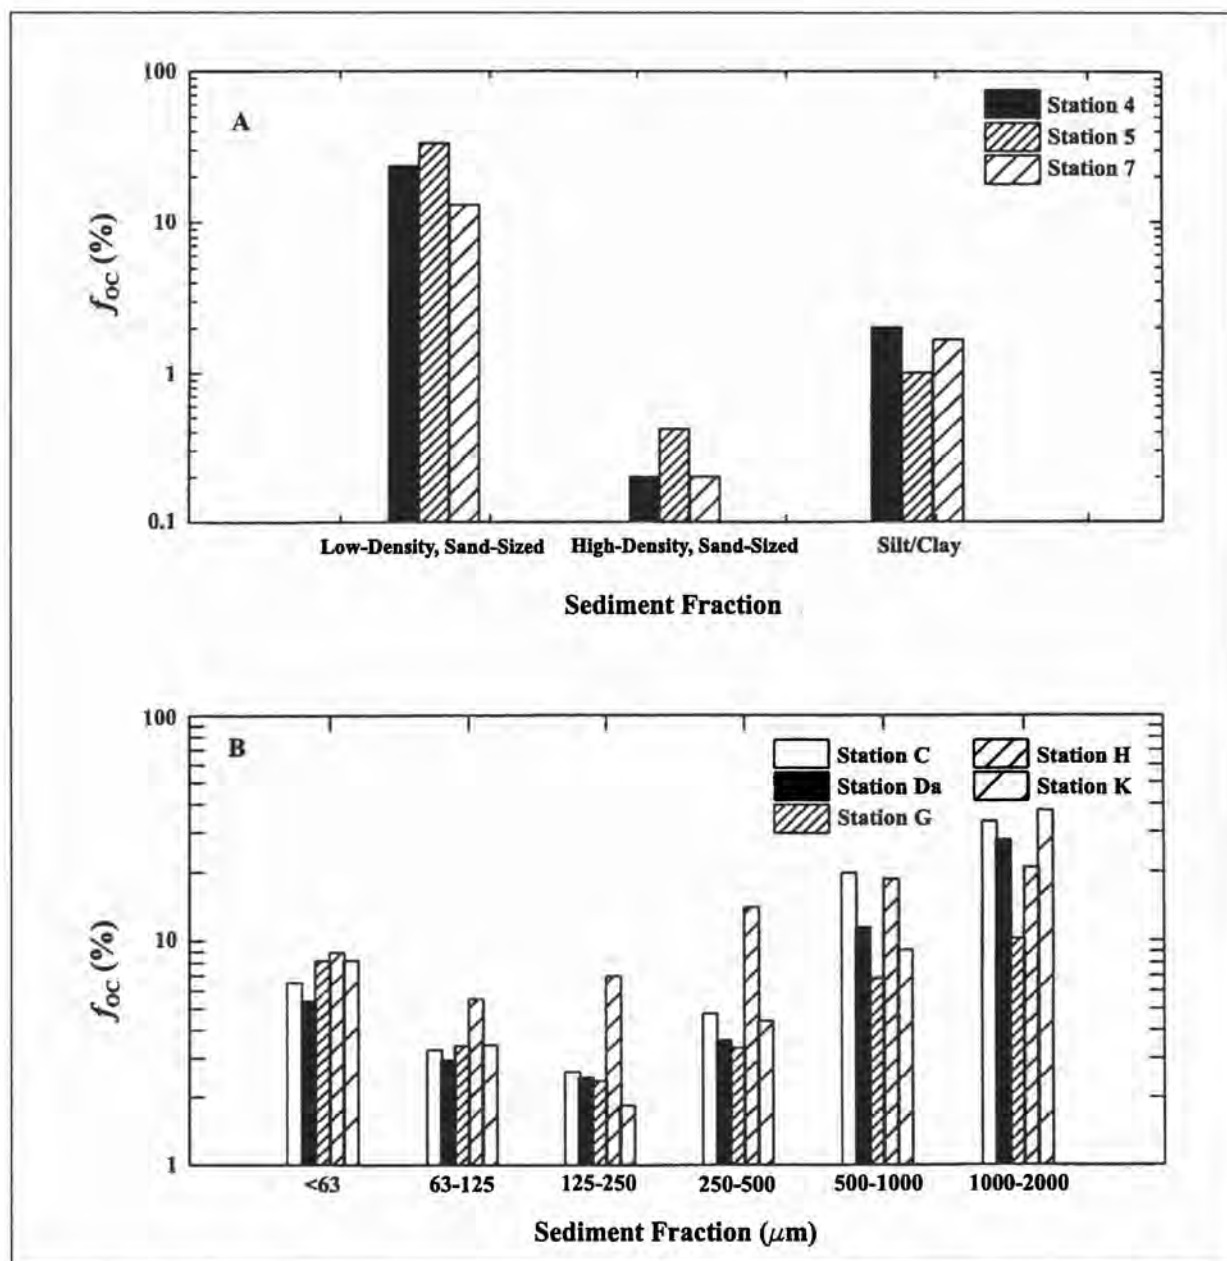 100
A
Station 4
Station 5
Station 7
10
1
0.1
fOC (%)
Low-Density, Sand-Sized High-Density, Sand-Sized Silt/Clay
Sediment Fraction
100
B
Station C Station H
Station Da Station K
Station G
10
1
fOC (%)
<63 63-125 125-250 250-500 500-1000 1000-2000
Sediment Fraction (μm)